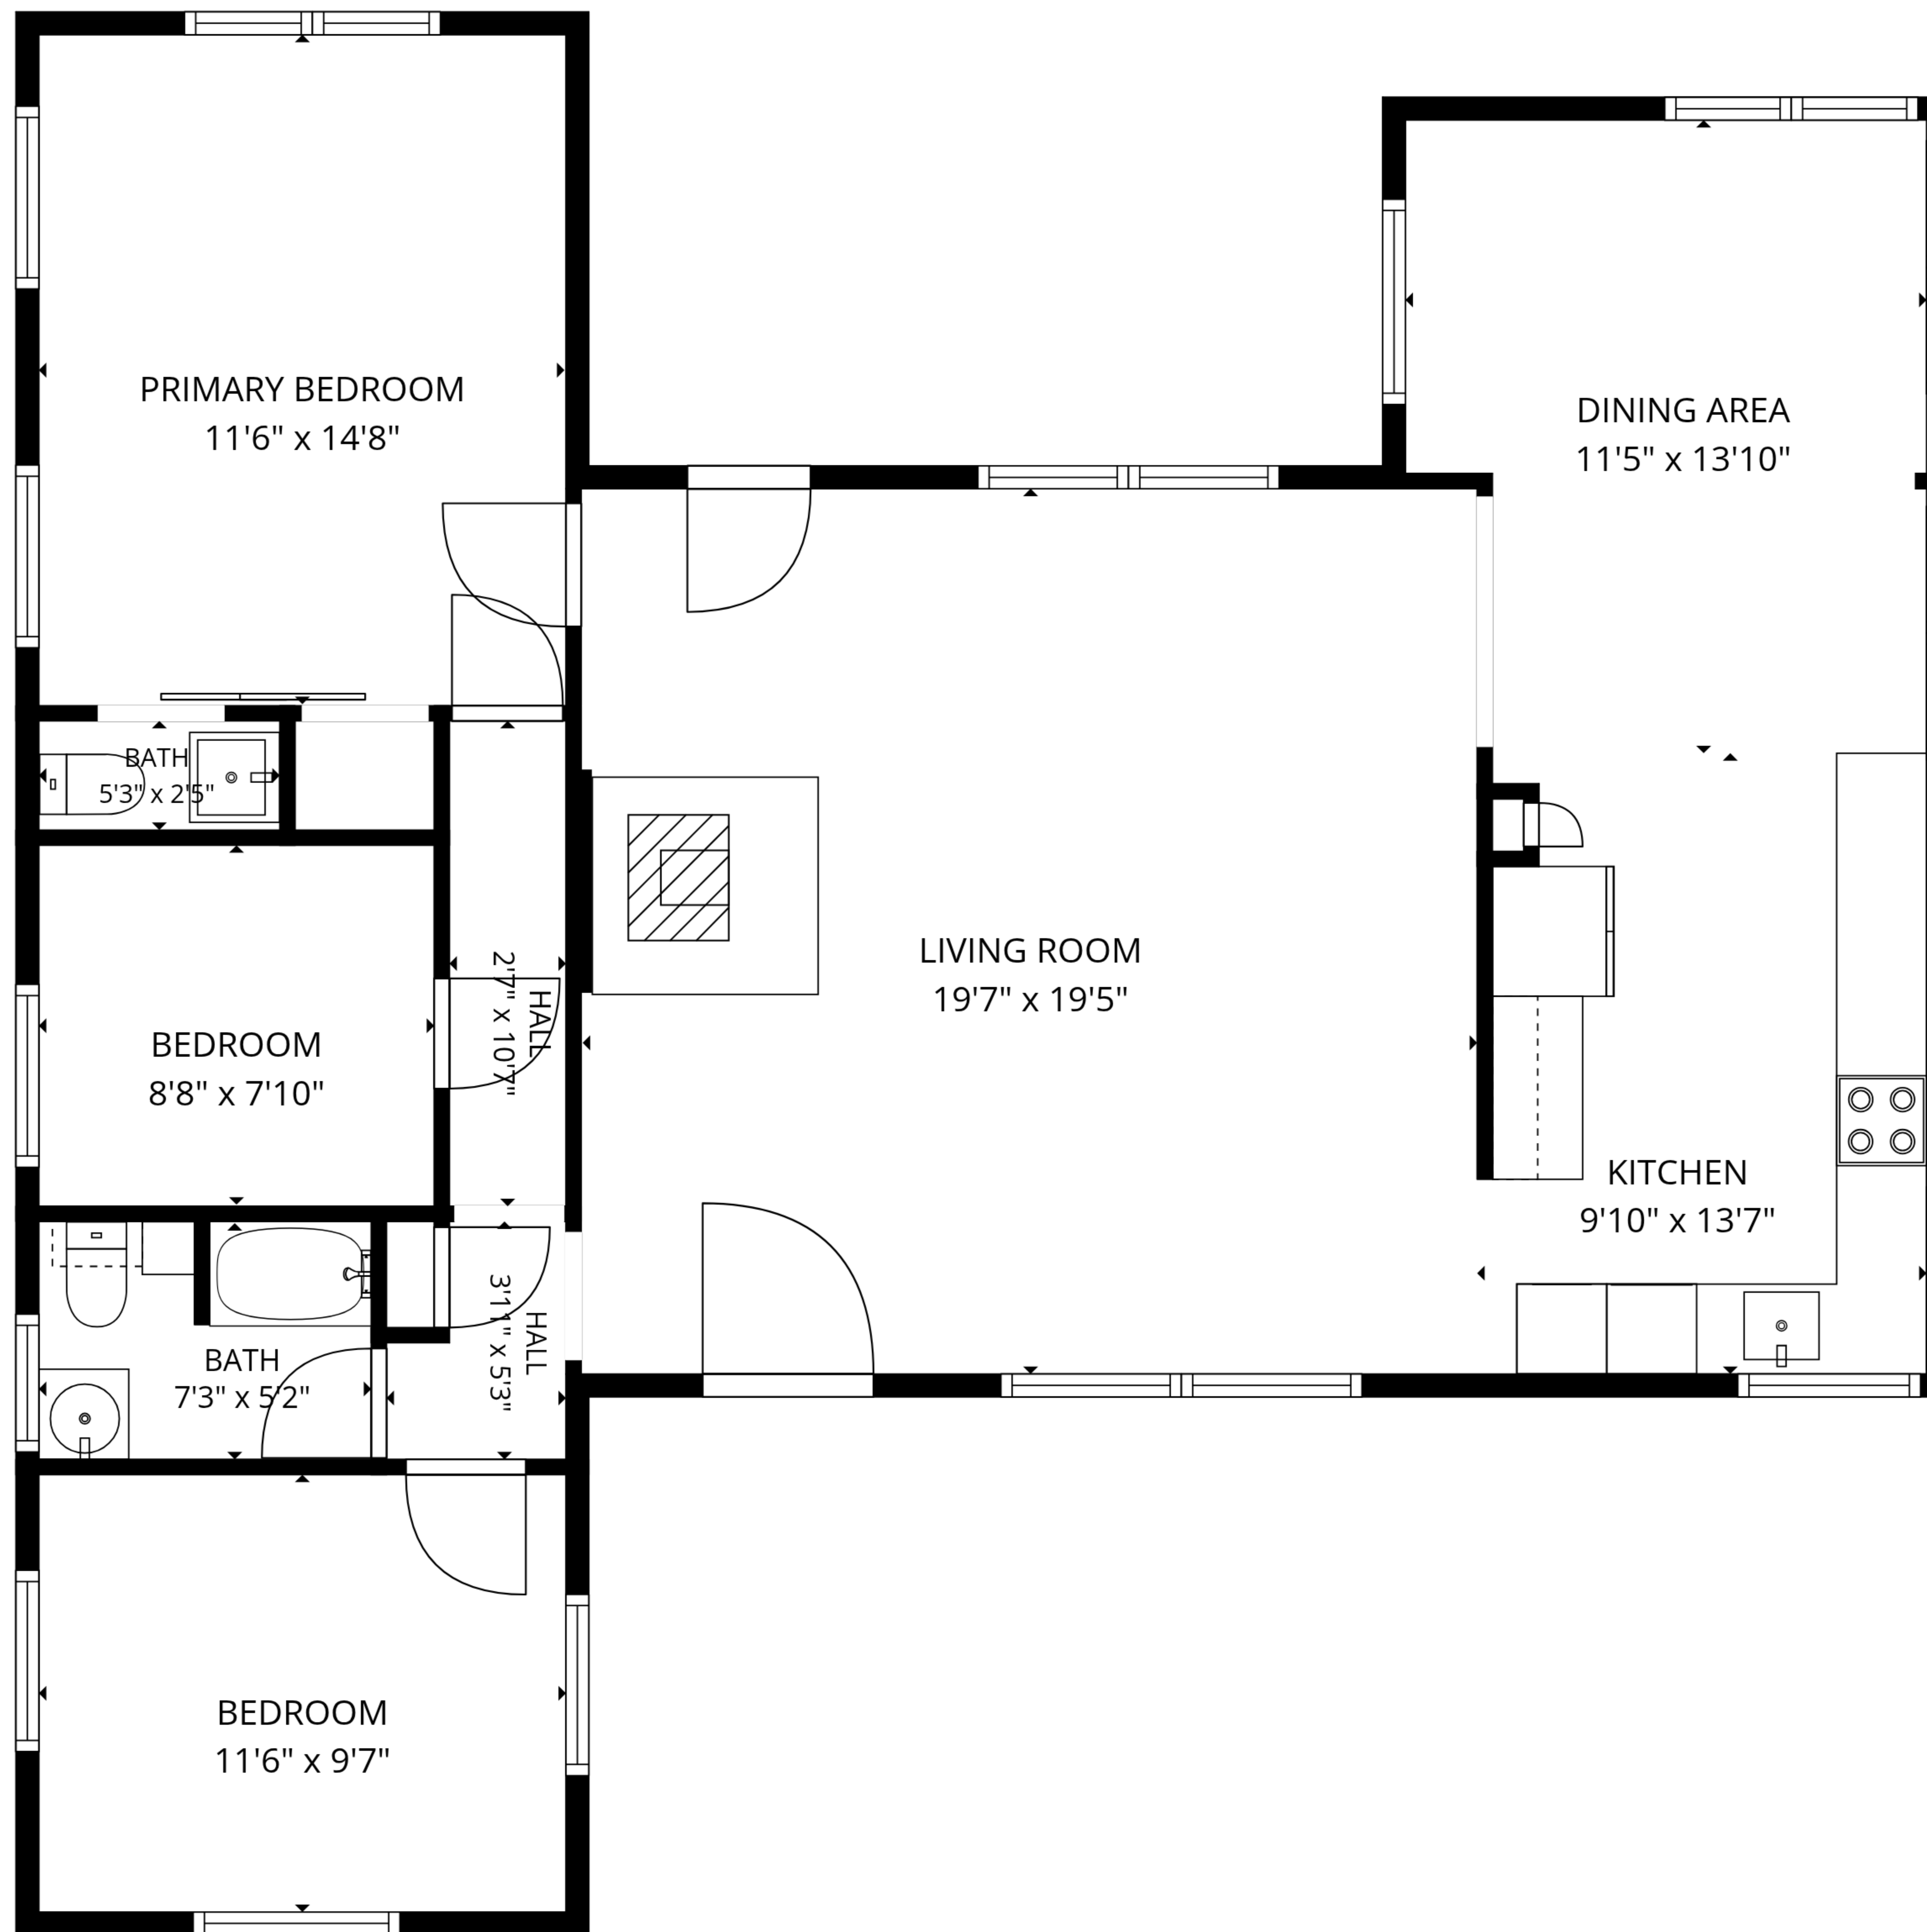 PRIMARY BEDROOM
11'6" x 14'8"
DINING AREA
11'5" x 13'10"
BATH
5'3" x 2'5"
LIVING ROOM
19'7" x 19'5"
HALL
2'7" x 10'7"
BEDROOM
8'8" x 7'10"
KITCHEN
9'10" x 13'7"
BATH
7'3" x 5'2"
HALL
3'11" x 5'3"
BEDROOM
11'6" x 9'7"